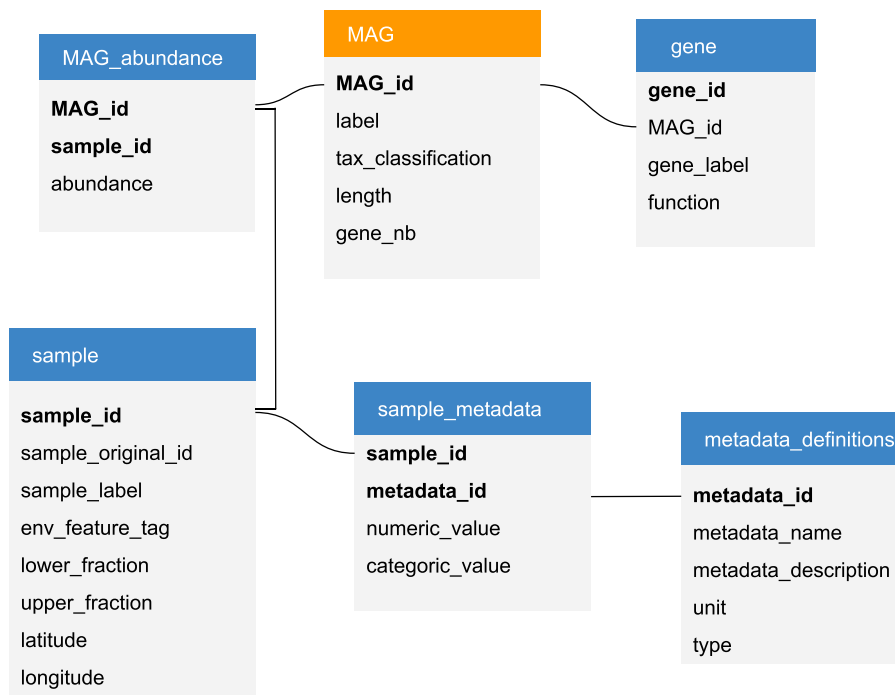 MAG_abundance
MAG_id
sample_id
abundance
MAG
MAG_id
label
tax_classification
length
gene_nb
gene
gene_id
MAG_id
gene_label
function
sample
sample_id
sample_original_id
sample_label
env_feature_tag
lower_fraction
upper_fraction
latitude
longitude
sample_metadata
sample_id
metadata_id
numeric_value
categoric_value
metadata_definitions
metadata_id
metadata_name
metadata_description
unit
type